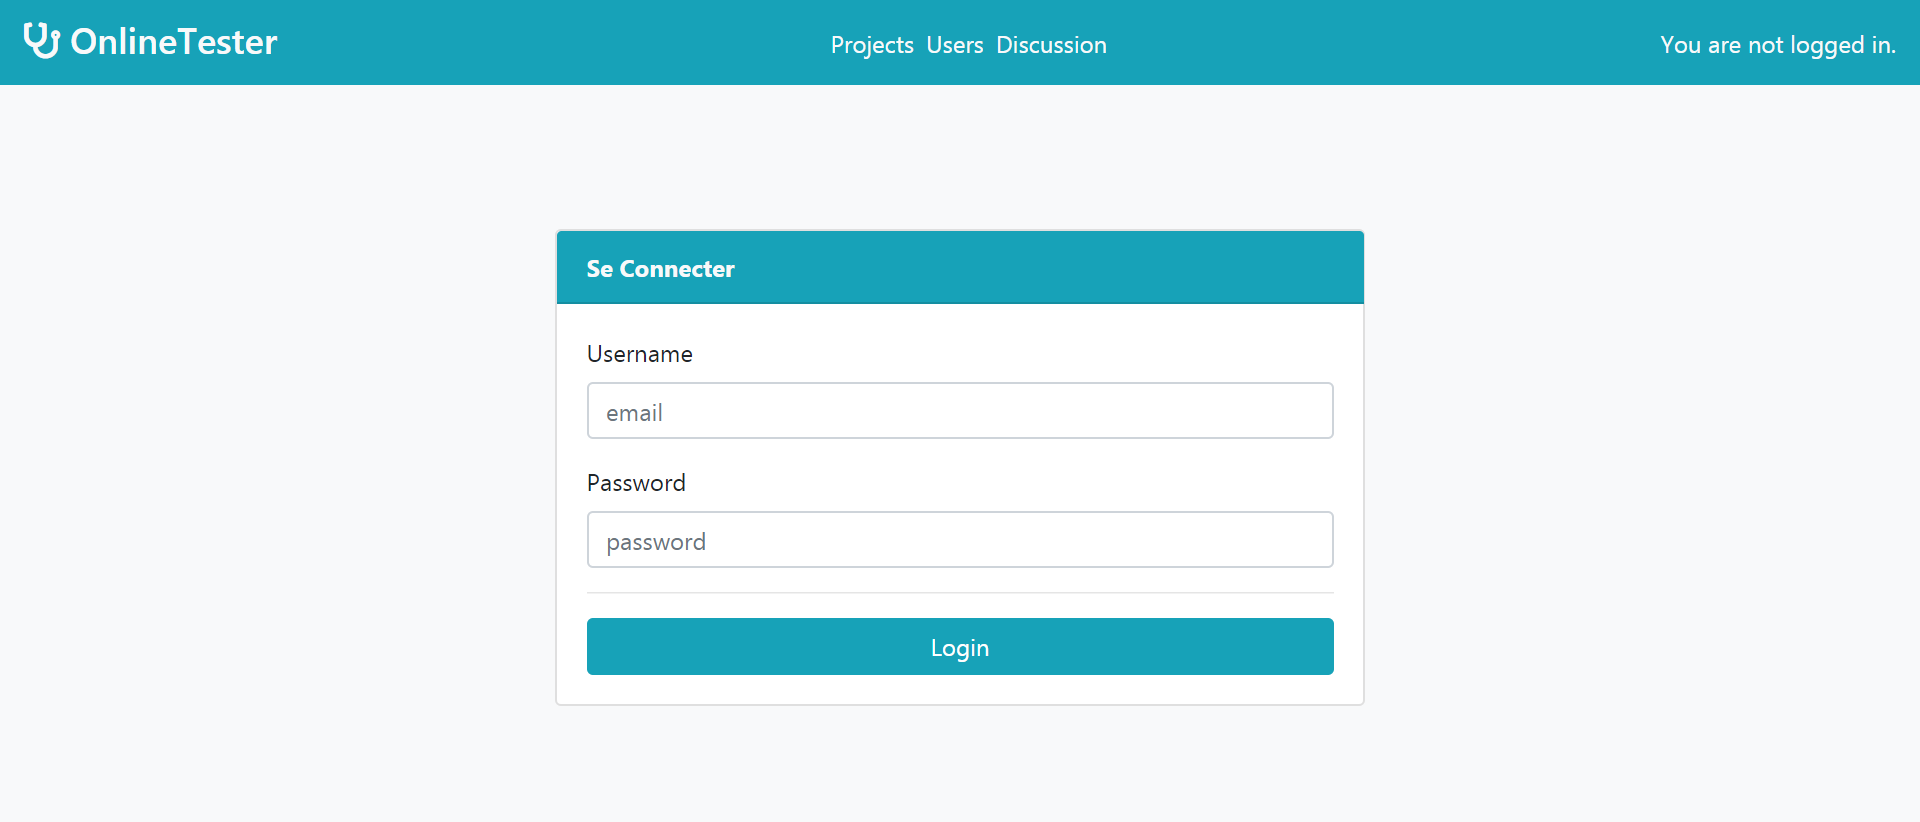 OnlineTester
Projects Users Discussion
You are not logged in.
Se Connecter
Username
email
Password
password
Login